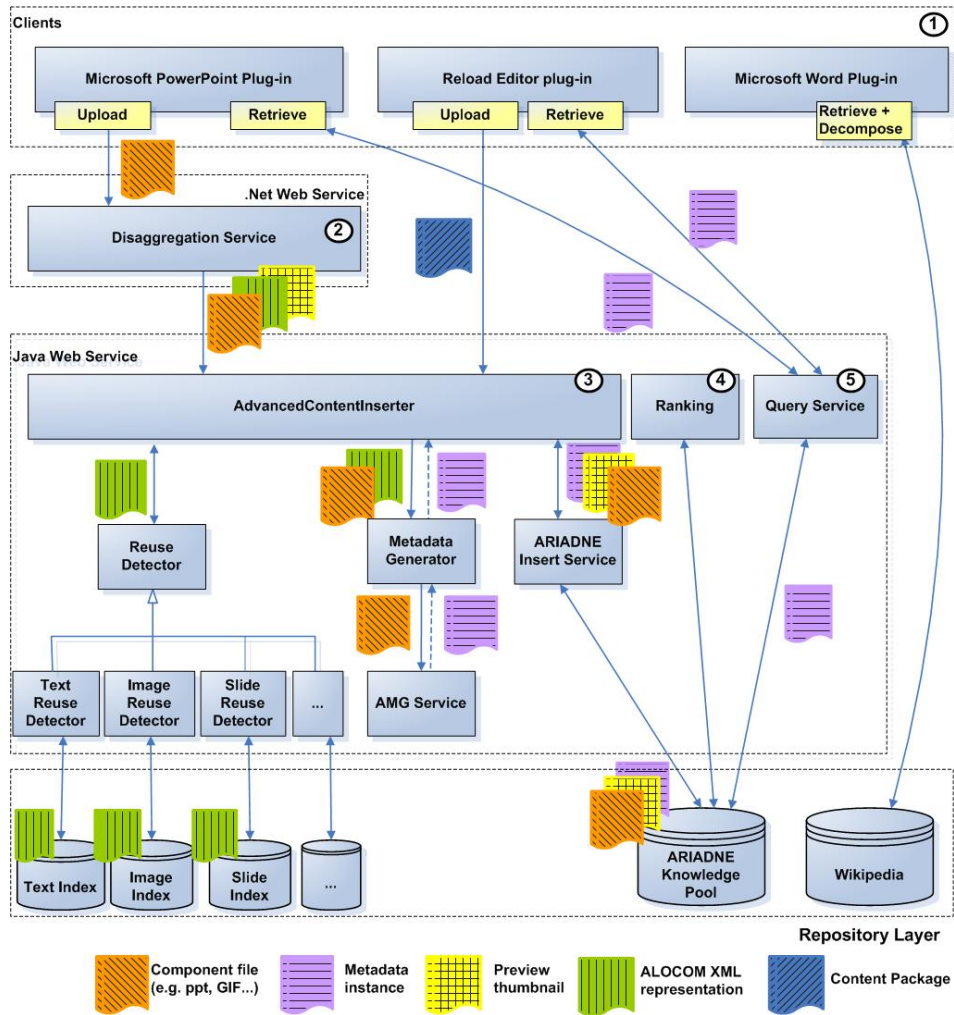 Clients
1
Microsoft PowerPoint Plug-in
Reload Editor plug-in
Microsoft Word Plug-in
Upload
Retrieve
Upload
Retrieve
Retrieve +
Decompose
.Net Web Service
Disaggregation Service
2
Java Web Service
AdvancedContentInserter
3
Ranking
4
Query Service
5
Reuse
Detector
Metadata
Generator
ARIADNE
Insert Service
Text
Reuse
Detector
Image
Reuse
Detector
Slide
Reuse
Detector
...
AMG Service
Text Index
Image
Index
Slide
Index
...
ARIADNE
Knowledge
Pool
Wikipedia
Repository Layer
Component file
(e.g. ppt, GIF...)
Metadata
instance
Preview
thumbnail
ALOCOM XML
representation
Content Package